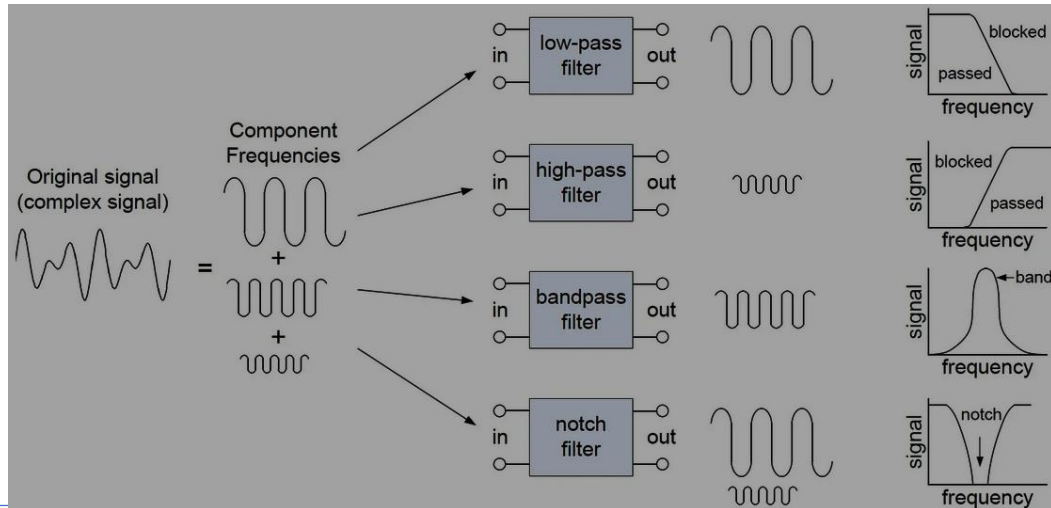 Original signal
(complex signal)
=
Component
Frequencies
+
+
in
low-pass
filter
out
signal
blocked
passed
frequency
in
high-pass
filter
out
signal
blocked
passed
frequency
in
bandpass
filter
out
signal
band
frequency
in
notch
filter
out
signal
notch
frequency